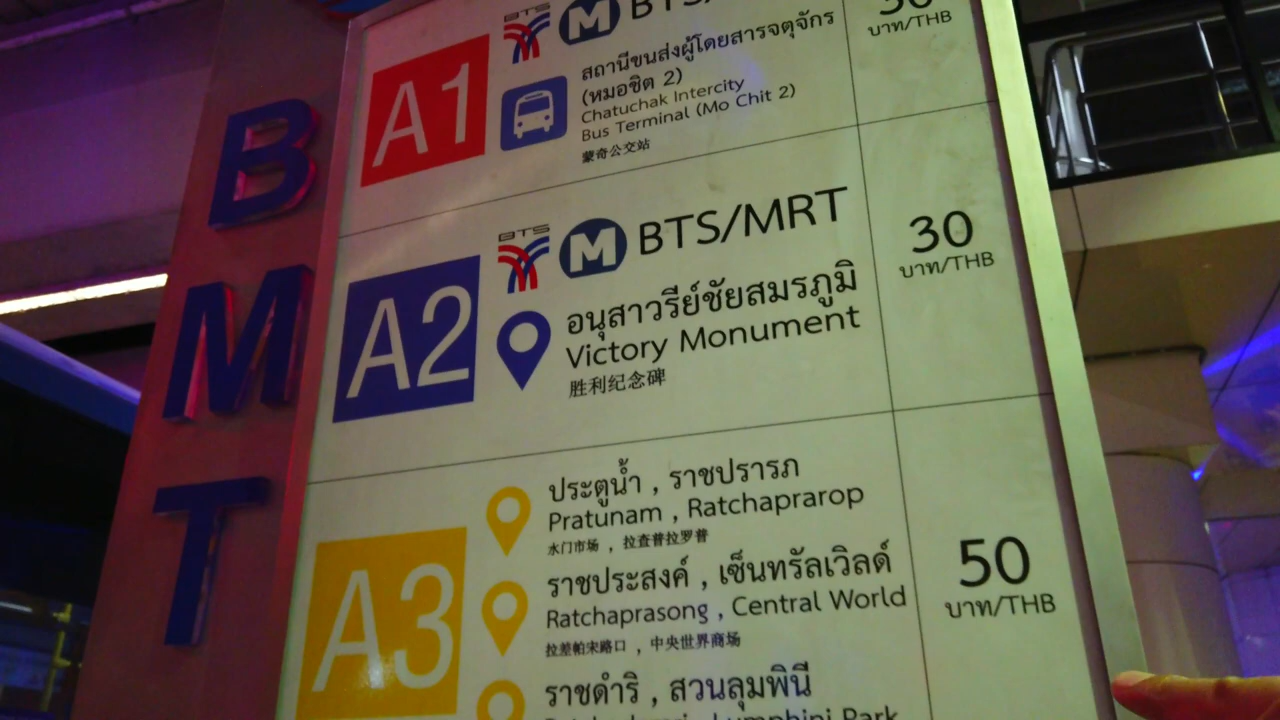 BMT
A1
BTS
M
สถานีขนส่งผู้โดยสารจตุจักร
(หมอชิต 2)
Chatuchak Intercity
Bus Terminal (Mo Chit 2)
蒙奇公交站
บาท/THB
A2
BTS
M BTS/MRT
อนุสาวรีย์ชัยสมรภูมิ
Victory Monument
胜利纪念碑
30
บาท/THB
A3
ประตูน้ำ , ราชปรารภ
Pratunam , Ratchaprarop
水门市场 , 拉查普拉罗普
ราชประสงค์ , เซ็นทรัลเวิลด์
Ratchaprasong , Central World
拉差帕宋路口 , 中央世界商场
ราชดำริ , สวนลุมพินี
Lumphini Park
50
บาท/THB